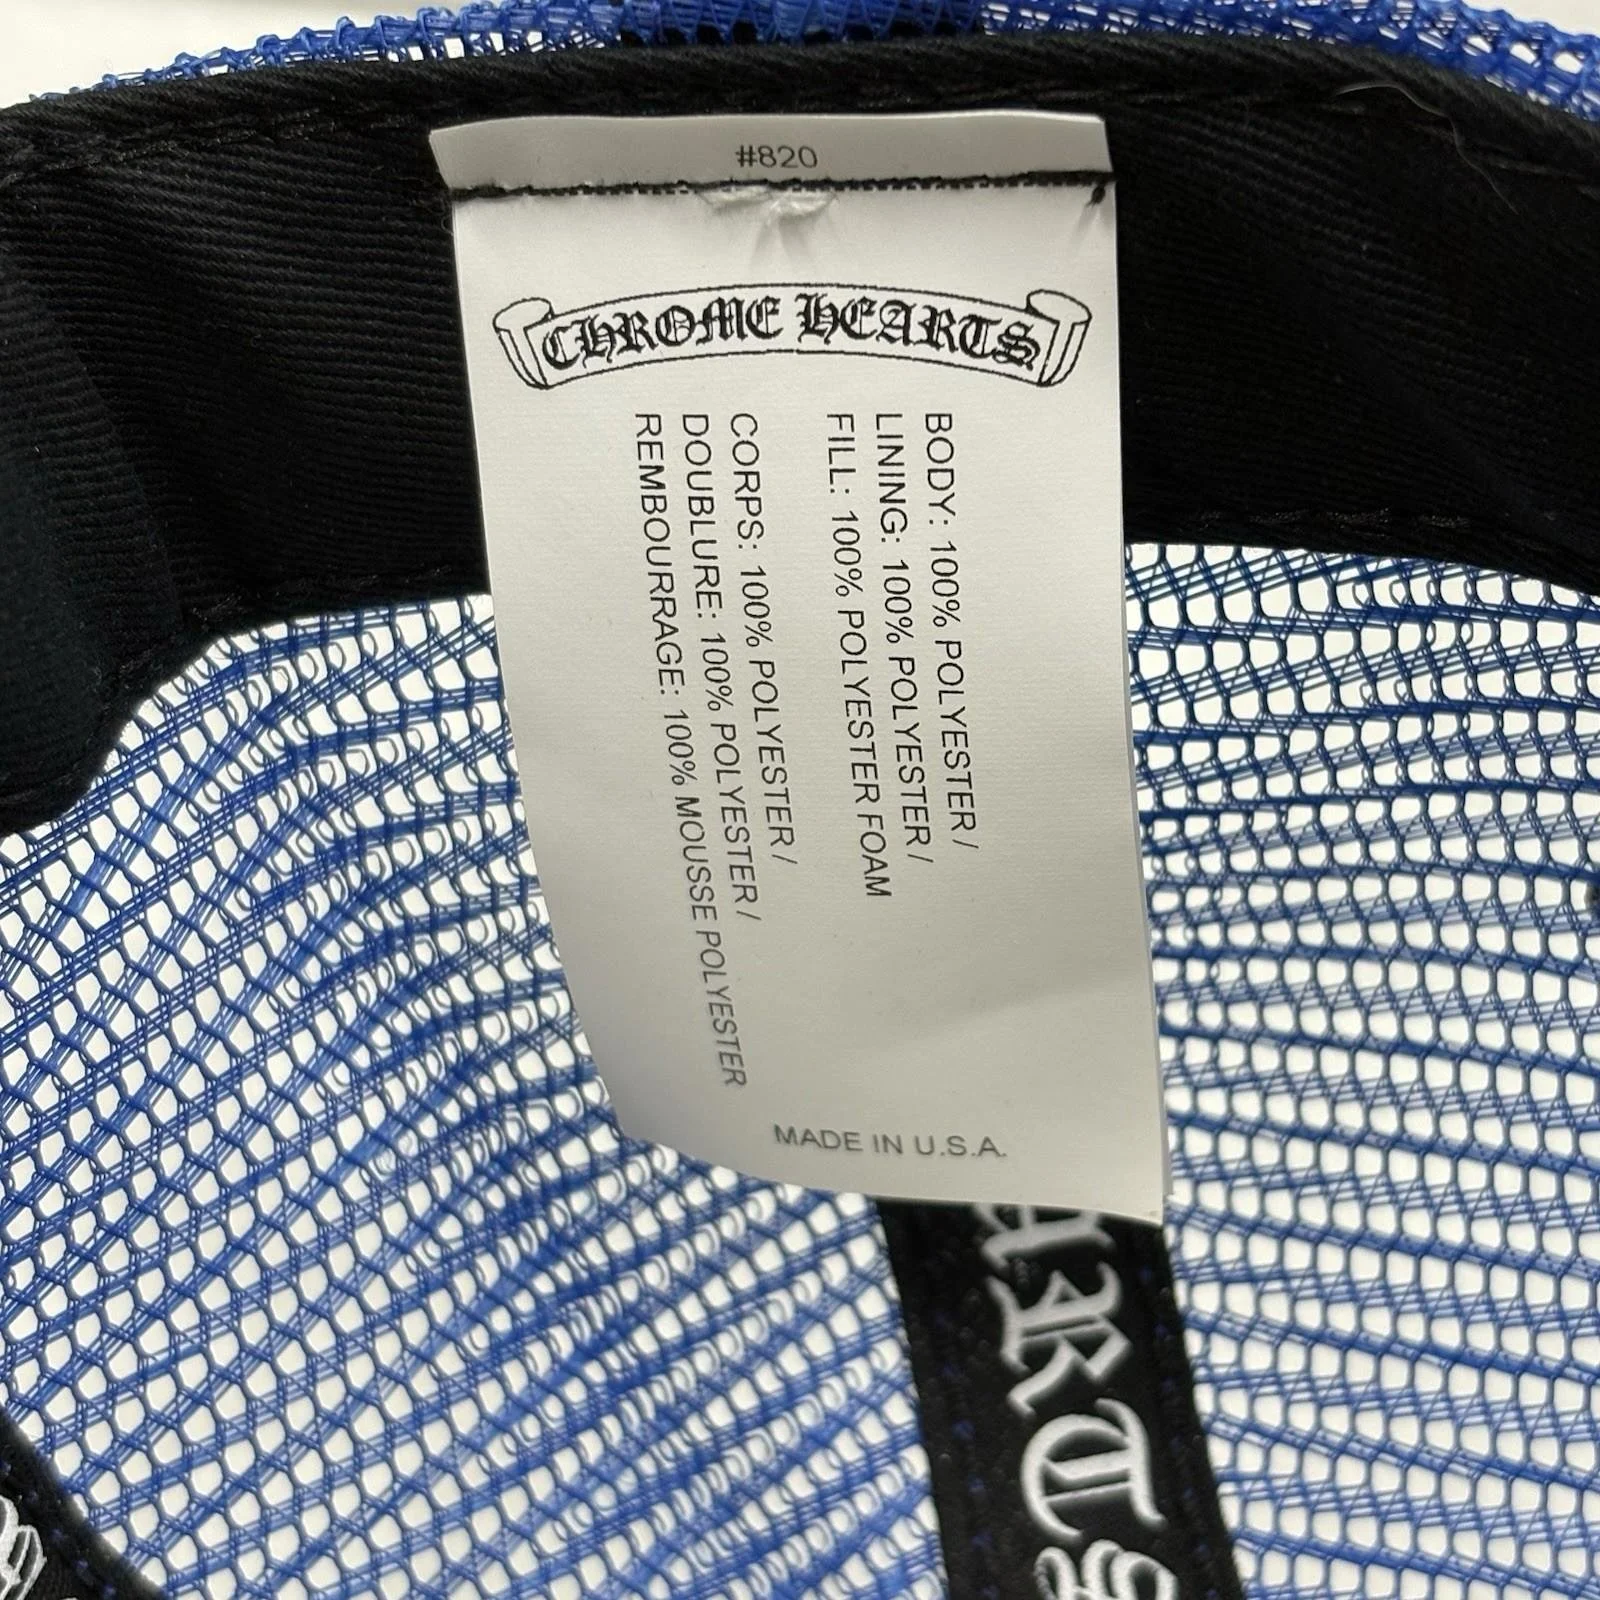 #820
CHROME HEARTS
BODY: 100% POLYESTER /
LINING: 100% POLYESTER /
FILL: 100% POLYESTER FOAM
CORPS: 100% POLYESTER /
DOUBLURE: 100% POLYESTER /
REMBOURRAGE: 100% MOUSSE POLYESTER
MADE IN U.S.A.
ARTS